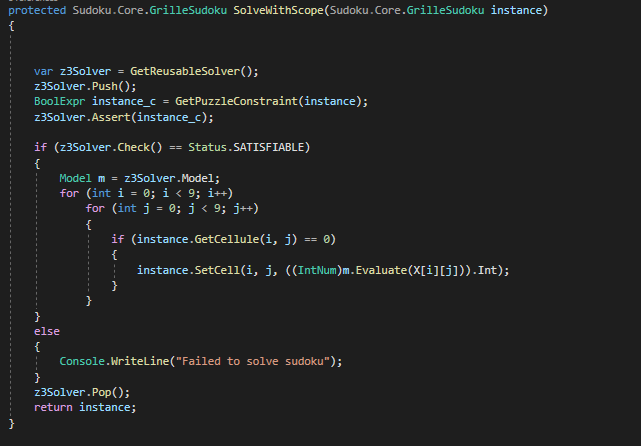 protected Sudoku.Core.GrilleSudoku SolveWithScope(Sudoku.Core.GrilleSudoku instance)
{
var z3Solver = GetReusableSolver();
z3Solver.Push();
BoolExpr instance_c = GetPuzzleConstraint(instance);
z3Solver.Assert(instance_c);
if (z3Solver.Check() == Status.SATISFIABLE)
{
Model m = z3Solver.Model;
for (int i = 0; i < 9; i++)
for (int j = 0; j < 9; j++)
{
if (instance.GetCellule(i, j) == 0)
{
instance.SetCell(i, j, ((IntNum)m.Evaluate(X[i][j])).Int);
}
}
}
else
{
Console.WriteLine("Failed to solve sudoku");
}
z3Solver.Pop();
return instance;
}